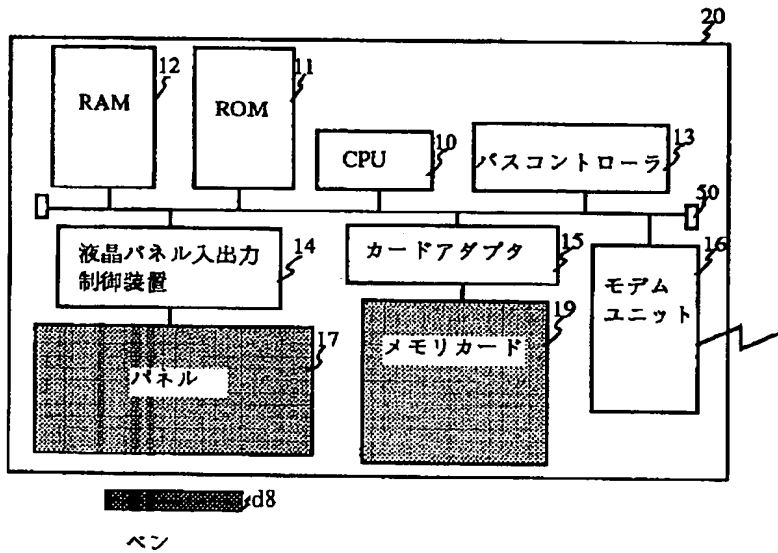 20
12
RAM
11
ROM
10
CPU
13
バスコントローラ
50
液晶パネル入出力
制御装置
14
カードアダプタ
15
16
モデム
ユニット
17
パネル
19
メモリカード
d8
ペン